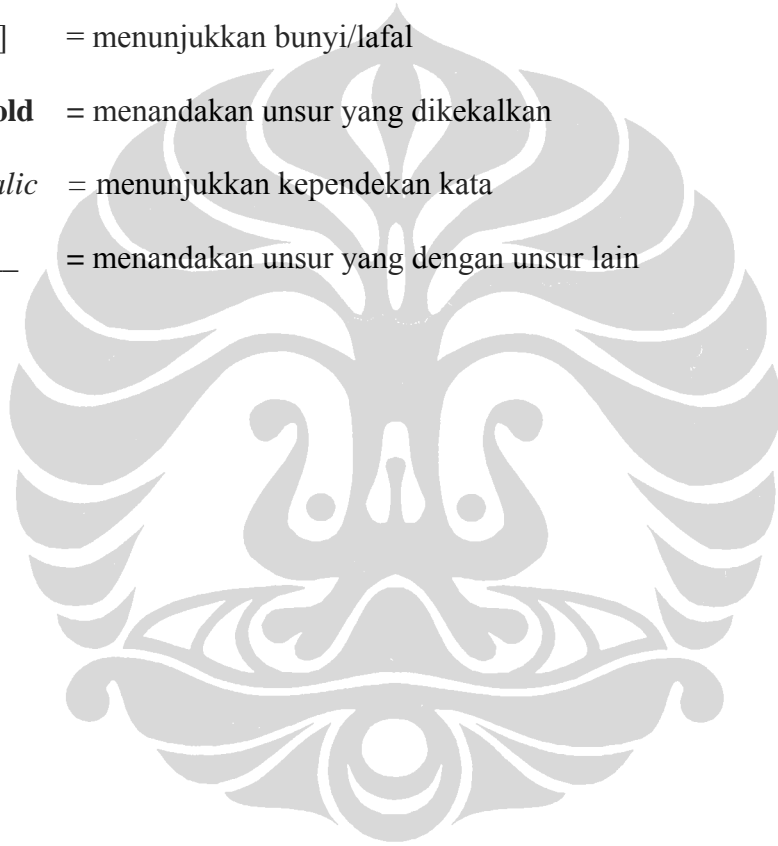 ] = menunjukkan bunyi/lafal
old = menandakan unsur yang dikekalkan
alic = menunjukkan kependekan kata
_ = menandakan unsur yang dengan unsur lain